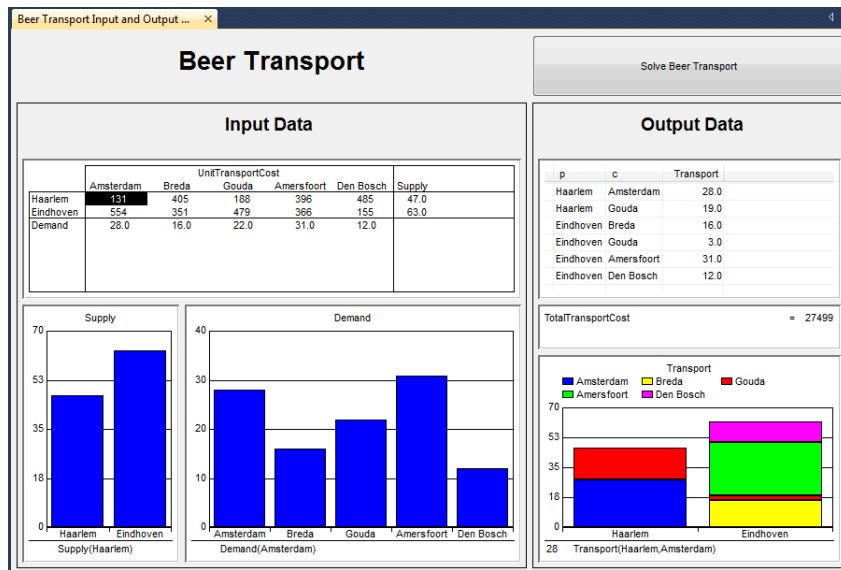 Beer Transport Input and Output ... ×
Beer Transport
Solve Beer Transport
Input Data
UnitTransportCost
Amsterdam Breda Gouda Amersfoort Den Bosch Supply
Haarlem 131 405 188 396 485 47.0
Eindhoven 554 351 479 366 155 63.0
Demand 28.0 16.0 22.0 31.0 12.0
Supply
70
53
35
18
0
Haarlem Eindhoven
Supply(Haarlem)
Demand
40
30
20
10
0
Amsterdam Breda Gouda Amersfoort Den Bosch
Demand(Amsterdam)
Output Data
p c Transport
Haarlem Amsterdam 28.0
Haarlem Gouda 19.0
Eindhoven Breda 16.0
Eindhoven Gouda 3.0
Eindhoven Amersfoort 31.0
Eindhoven Den Bosch 12.0
TotalTransportCost = 27499
Transport
Amsterdam Breda Gouda
Amersfoort Den Bosch
70
53
35
18
0
Haarlem Eindhoven
28 Transport(Haarlem,Amsterdam)